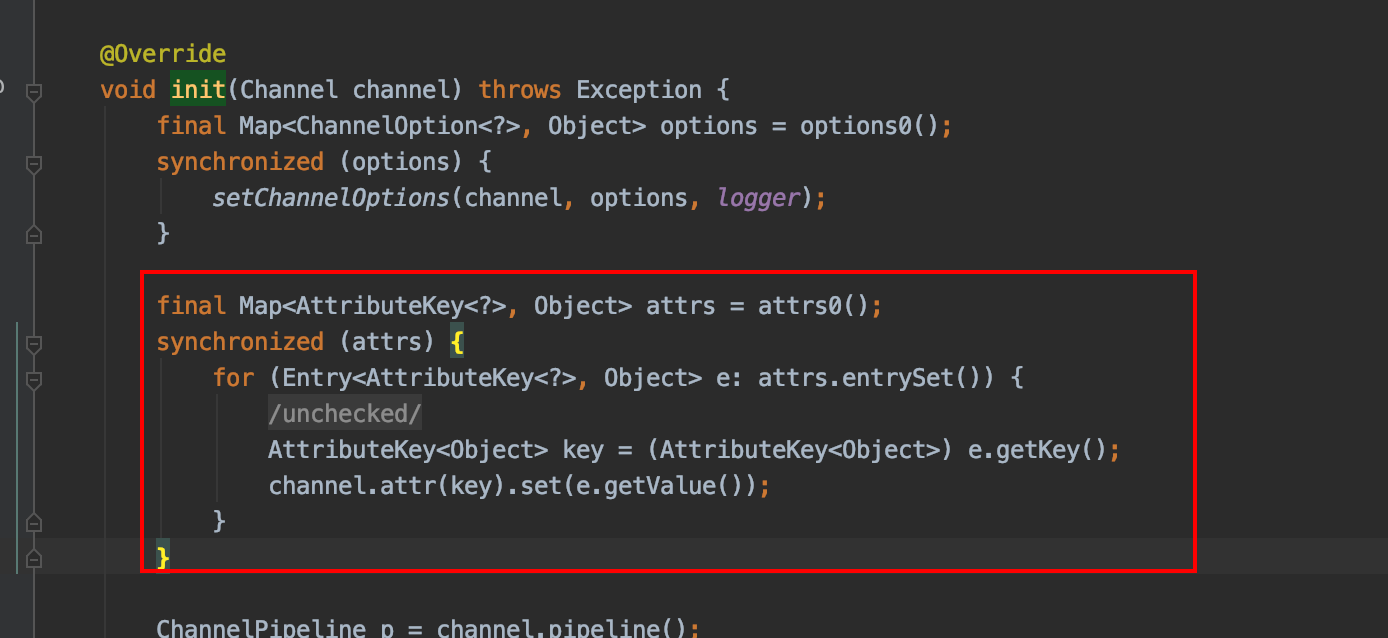 @Override
void init(Channel channel) throws Exception {
final Map<ChannelOption<?>, Object> options = options0();
synchronized (options) {
setChannelOptions(channel, options, logger);
}
final Map<AttributeKey<?>, Object> attrs = attrs0();
synchronized (attrs) {
for (Entry<AttributeKey<?>, Object> e: attrs.entrySet()) {
/unchecked/
AttributeKey<Object> key = (AttributeKey<Object>) e.getKey();
channel.attr(key).set(e.getValue());
}
}
ChannelPipeline p = channel.pipeline();